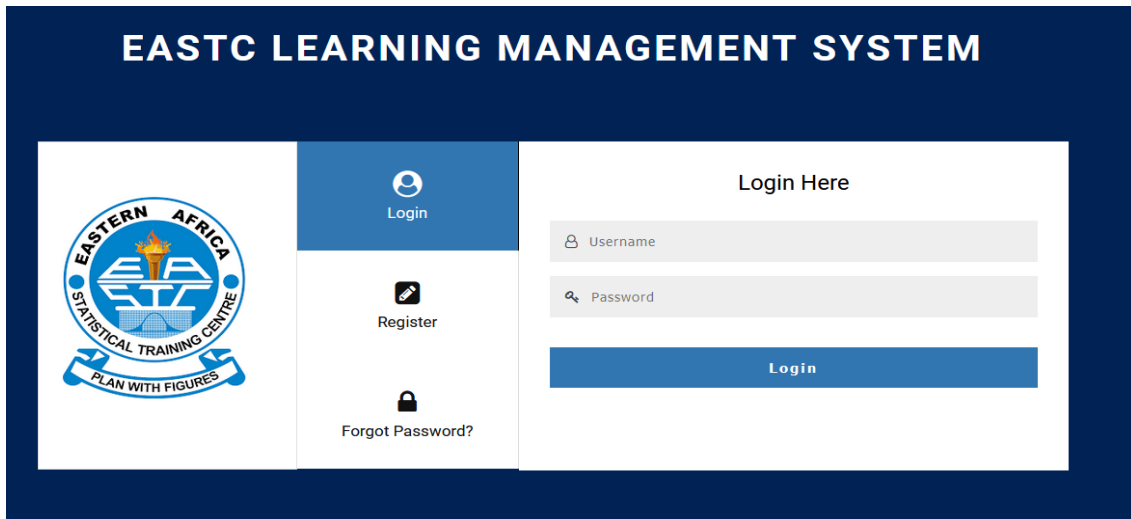 EASTC LEARNING MANAGEMENT SYSTEM
EASTERN AFRICA
STATISTICAL TRAINING CENTRE
EASTC
PLAN WITH FIGURES
Login
Register
Forgot Password?
Login Here
Username
Password
Login